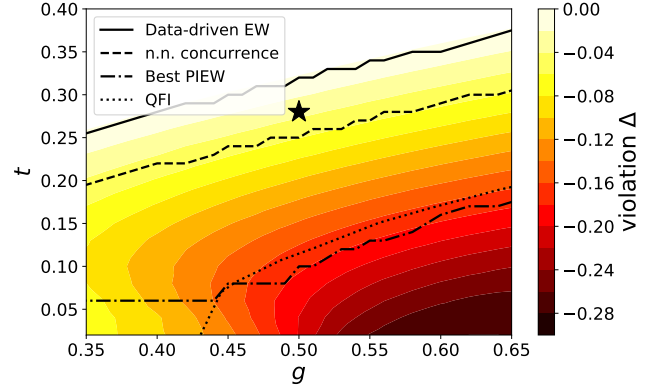 0.40
0.35
0.30
0.25
0.20
0.15
0.10
0.05
t
Data-driven EW
n.n. concurrence
Best PIEW
QFI
0.35 0.40 0.45 0.50 0.55 0.60 0.65
g
0.00
−0.04
−0.08
−0.12
−0.16
−0.20
−0.24
−0.28
violation Δ